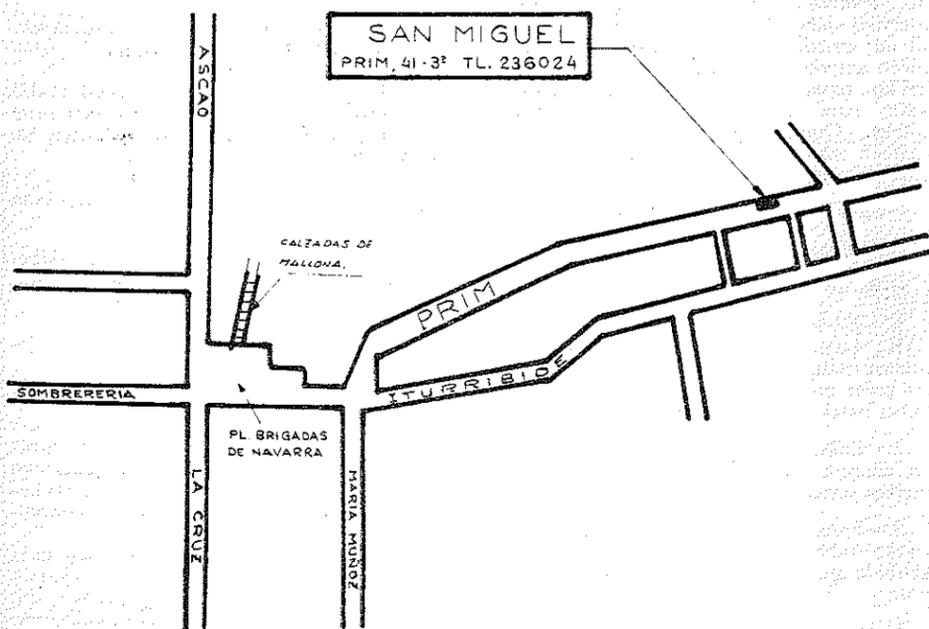 SAN MIGUEL
PRIM, 41-3º TL. 236024
ASCAO
CALZADAS DE
MALLONA.
PRIM
ITURRIBIDE
SOMBRERERIA
PL. BRIGADAS
DE NAVARRA
LA CRUZ
MARIA MUÑOZ